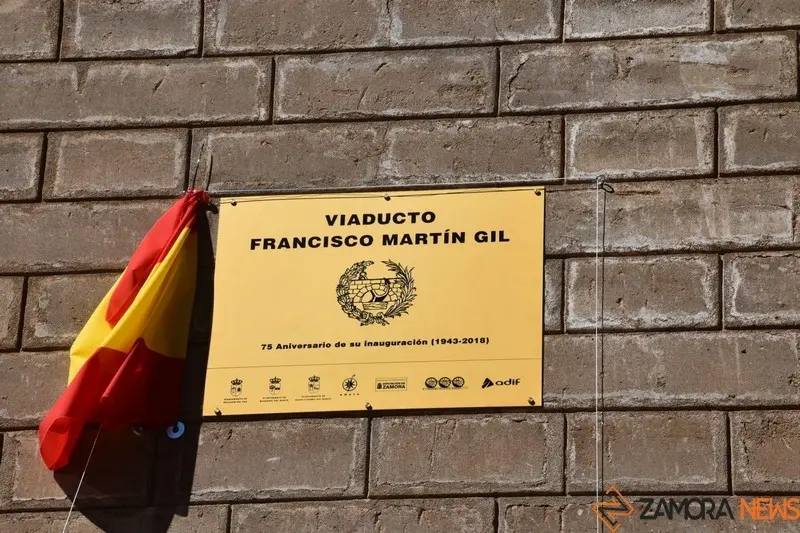 VIADUCTO
FRANCISCO MARTÍN GIL
75 Aniversario de su inauguración (1943-2018)
ZAMORA
adif
ZAMORA NEWS